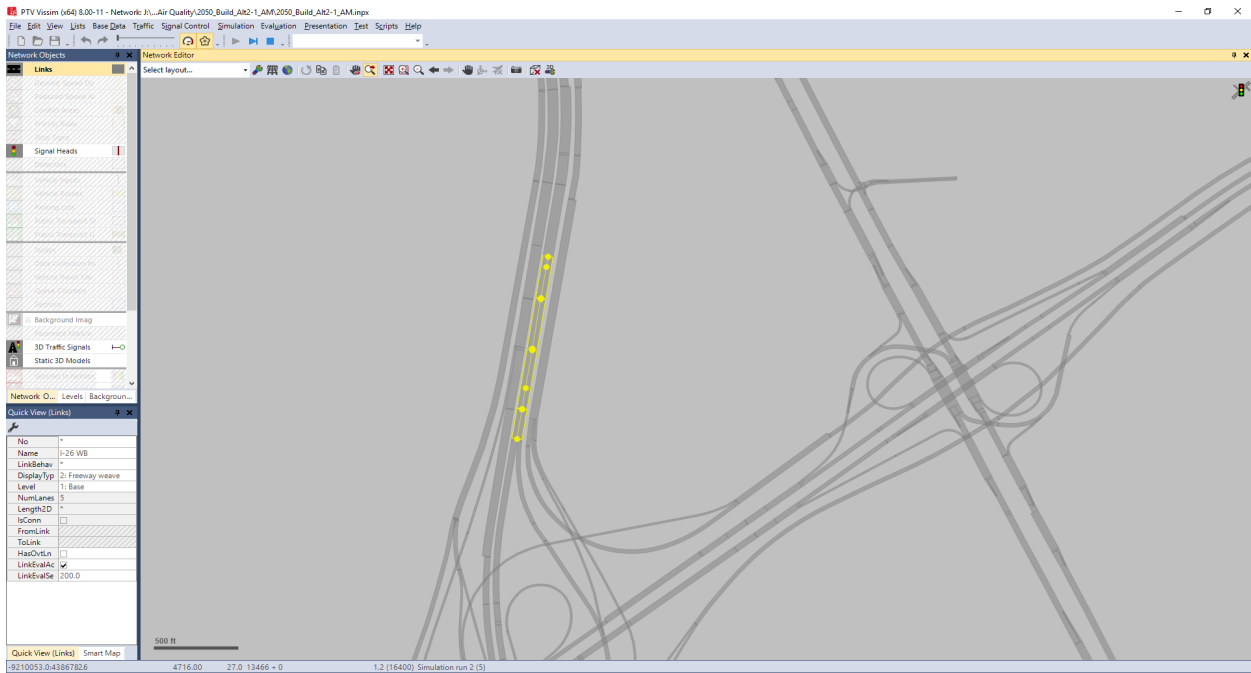 PTV Vissim (x64) 8.00-11 - Network: J:\...Air Quality\2050_Build_Alt2-1_AM\2050_Build_Alt2-1_AM.inpx
File Edit View Lists Base Data Traffic Signal Control Simulation Evaluation Presentation Test Scripts Help
Network Objects
Network Editor
Links
Select layout...
Signal Heads
Background Imag
3D Traffic Signals
Static 3D Models
Network O... Levels Backgroun...
Quick View (Links)
No *
Name I-26 WB
LinkBehav *
DisplayTyp 2: Freeway weave
Level 1: Base
NumLanes 5
Length2D *
IsConn
FromLink
ToLink
HasOvtLn
LinkEvalAc
LinkEvalSe 200.0
500 ft
Quick View (Links) Smart Map
-9210053.0:4386782.6 4716.00 27.0 13466 + 0 1.2 (16400) Simulation run 2 (5)